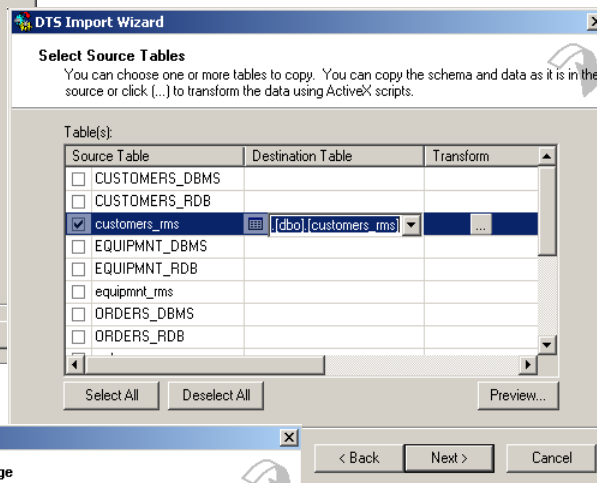 DTS Import Wizard
Select Source Tables
You can choose one or more tables to copy. You can copy the schema and data as it is in the
source or click (...) to transform the data using ActiveX scripts.
Table(s):
Source Table Destination Table Transform
CUSTOMERS_DBMS
CUSTOMERS_RDB
customers_rms .[dbo].[customers_rms] ...
EQUIPMNT_DBMS
EQUIPMNT_RDB
equipmnt_rms
ORDERS_DBMS
ORDERS_RDB
Select All Deselect All Preview...
< Back Next > Cancel